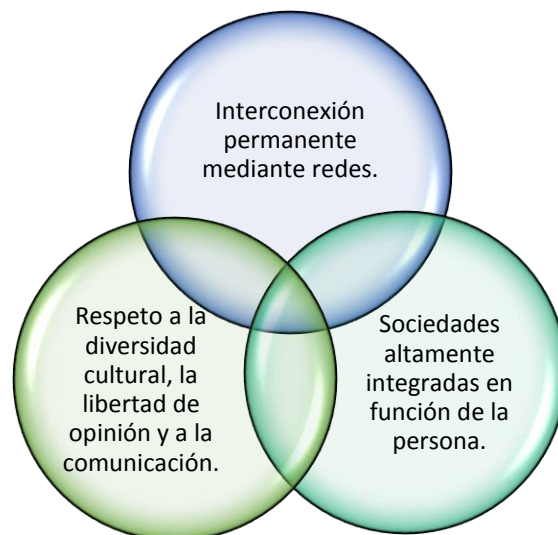 Interconexión
permanente
mediante redes.
Respeto a la
diversidad
cultural, la
libertad de
opinión y a la
comunicación.
Sociedades
altamente
integradas en
función de la
persona.